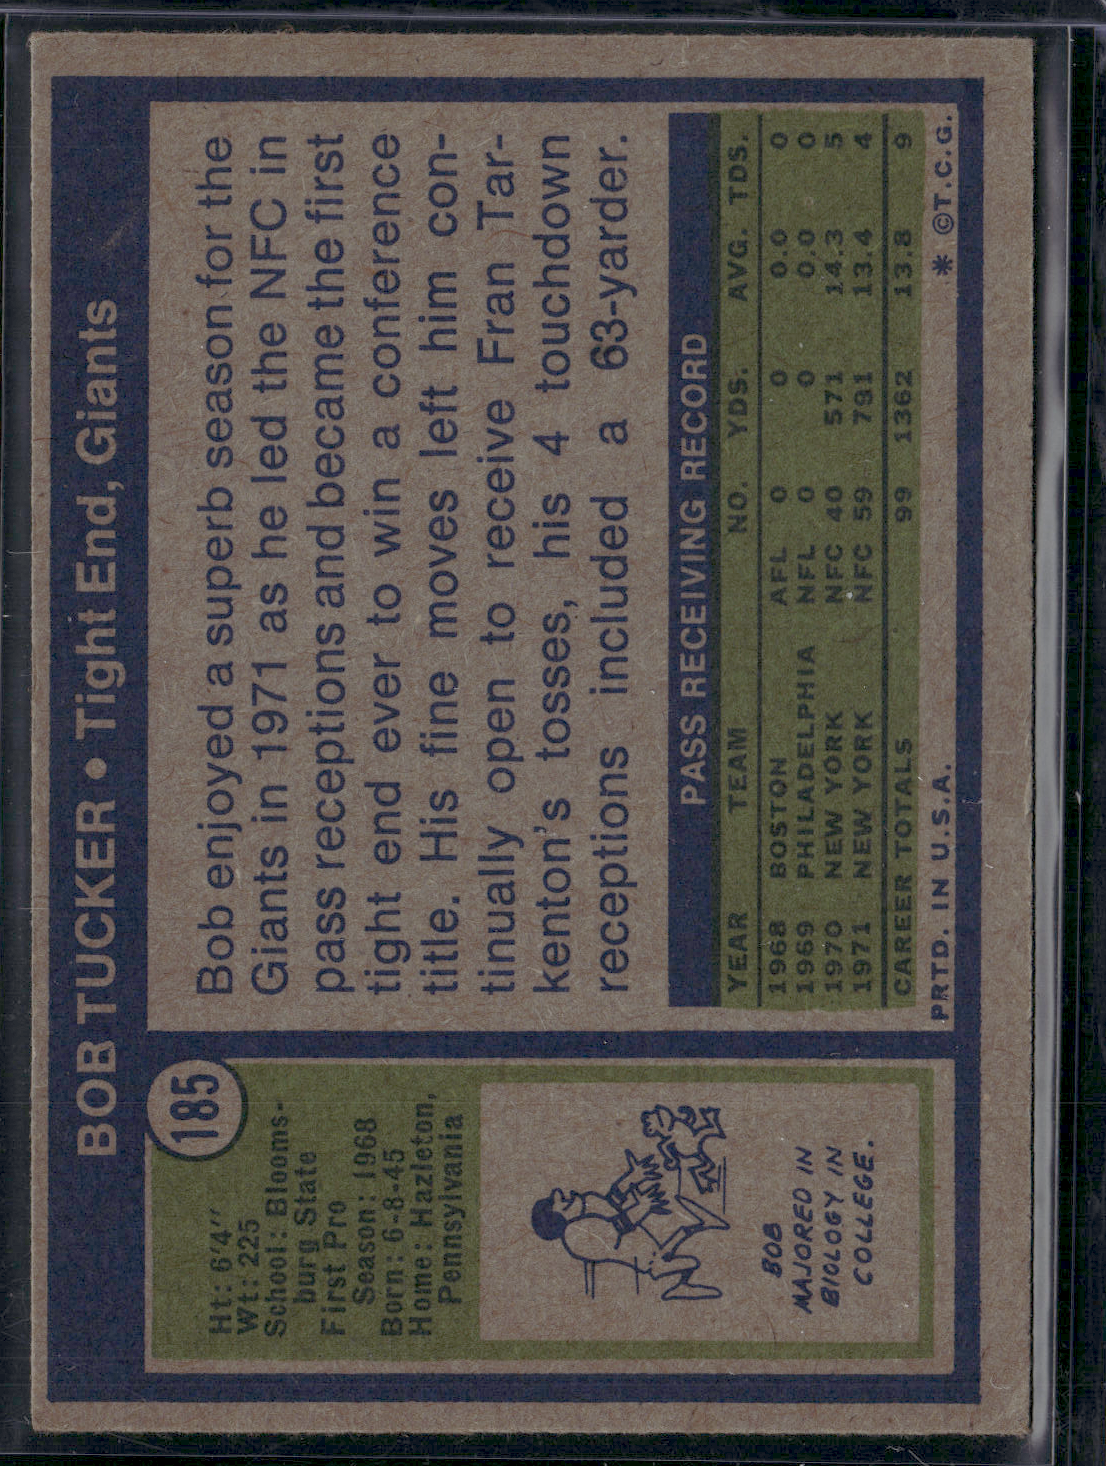 BOB TUCKER • Tight End, Giants
185
Ht: 6'4"
Wt: 225
School: Blooms-
burg State
First Pro
Season: 1968
Born: 6-8-45
Home: Hazleton,
Pennsylvania
BOB
MAJORED IN
BIOLOGY IN
COLLEGE.
Bob enjoyed a superb season for the
Giants in 1971 as he led the NFC in
pass receptions and became the first
tight end ever to win a conference
title. His fine moves left him con-
tinually open to receive Fran Tar-
kenton's tosses, his 4 touchdown
receptions included a 63-yarder.
PASS RECEIVING RECORD
YEAR TEAM NO. YDS. AVG. TDS.
1968 BOSTON AFL 0 0 0.0 0
1969 PHILADELPHIA NFL 0 0 0.0 0
1970 NEW YORK NFC 40 571 14.3 5
1971 NEW YORK NFC 59 731 13.4 4
CAREER TOTALS 99 1362 13.8 9
PRTD. IN U.S.A. * ©T.C.G.